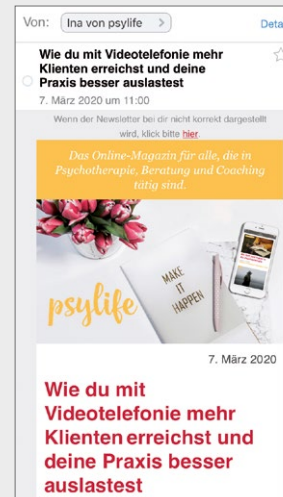 Von: Ina von psylife
Deta
Wie du mit Videotelefonie mehr
Klienten erreichst und deine
Praxis besser auslastest
7. März 2020 um 11:00
Wenn der Newsletter bei dir nicht korrekt dargestellt
wird, klick bitte hier.
Das Online-Magazin für alle, die in
Psychotherapie, Beratung und Coaching
tätig sind.
psylife
MAKE
IT
HAPPEN
7. März 2020
Wie du mit
Videotelefonie mehr
Klienten erreichst und
deine Praxis besser
auslastest